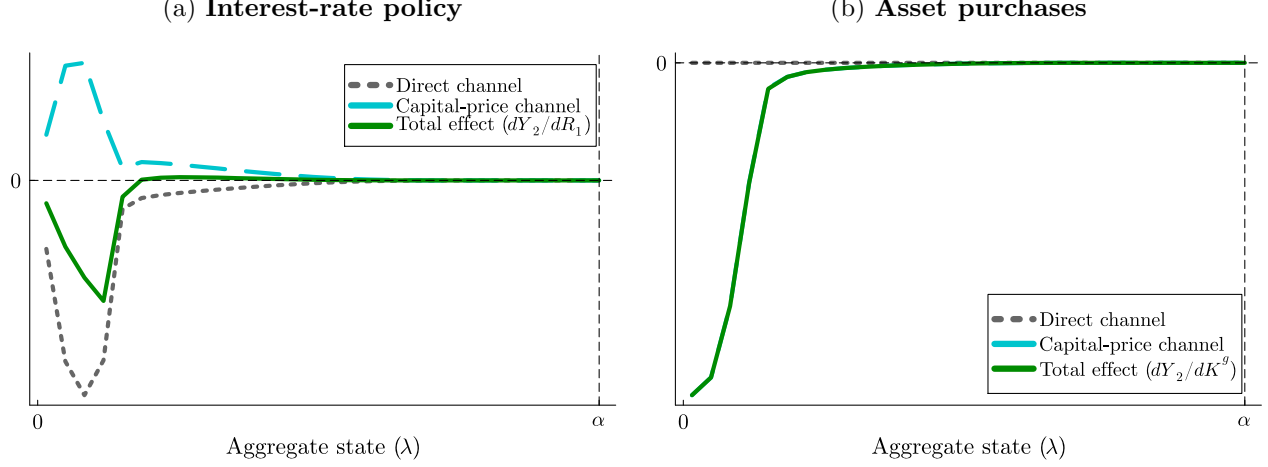 (a) Interest-rate policy
Direct channel
Capital-price channel
Total effect (dY₂/dR₁)
0
0
α
Aggregate state (λ)
(b) Asset purchases
0
Direct channel
Capital-price channel
Total effect (dY₂/dKᵍ)
0
α
Aggregate state (λ)